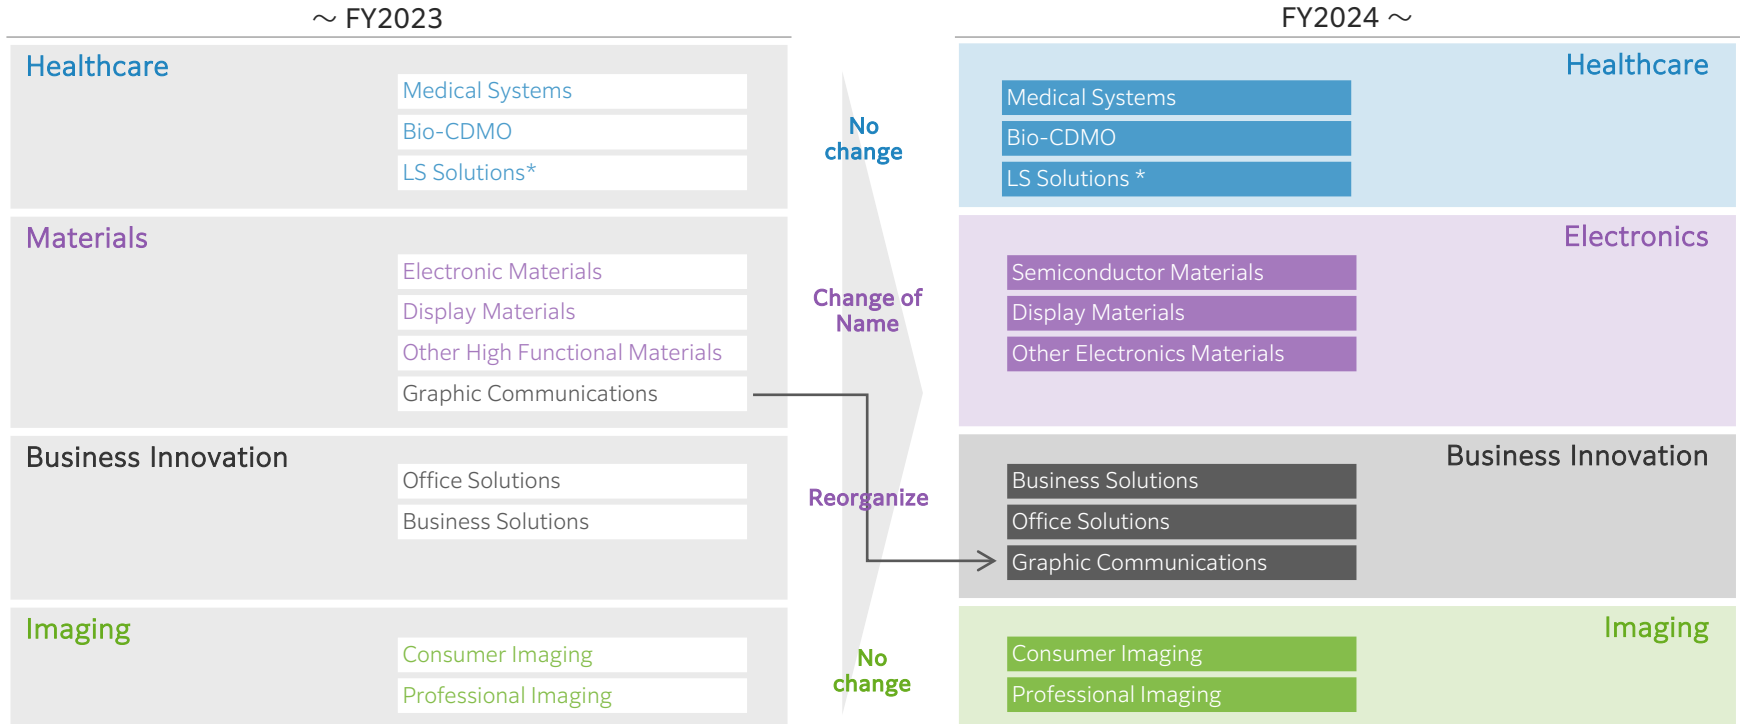 ～ FY2023
Healthcare
Medical Systems
Bio-CDMO
LS Solutions*
Materials
Electronic Materials
Display Materials
Other High Functional Materials
Graphic Communications
Business Innovation
Office Solutions
Business Solutions
Imaging
Consumer Imaging
Professional Imaging
No
change
Change of
Name
Reorganize
No
change
FY2024 ～
Healthcare
Medical Systems
Bio-CDMO
LS Solutions *
Electronics
Semiconductor Materials
Display Materials
Other Electronics Materials
Business Innovation
Business Solutions
Office Solutions
Graphic Communications
Imaging
Consumer Imaging
Professional Imaging